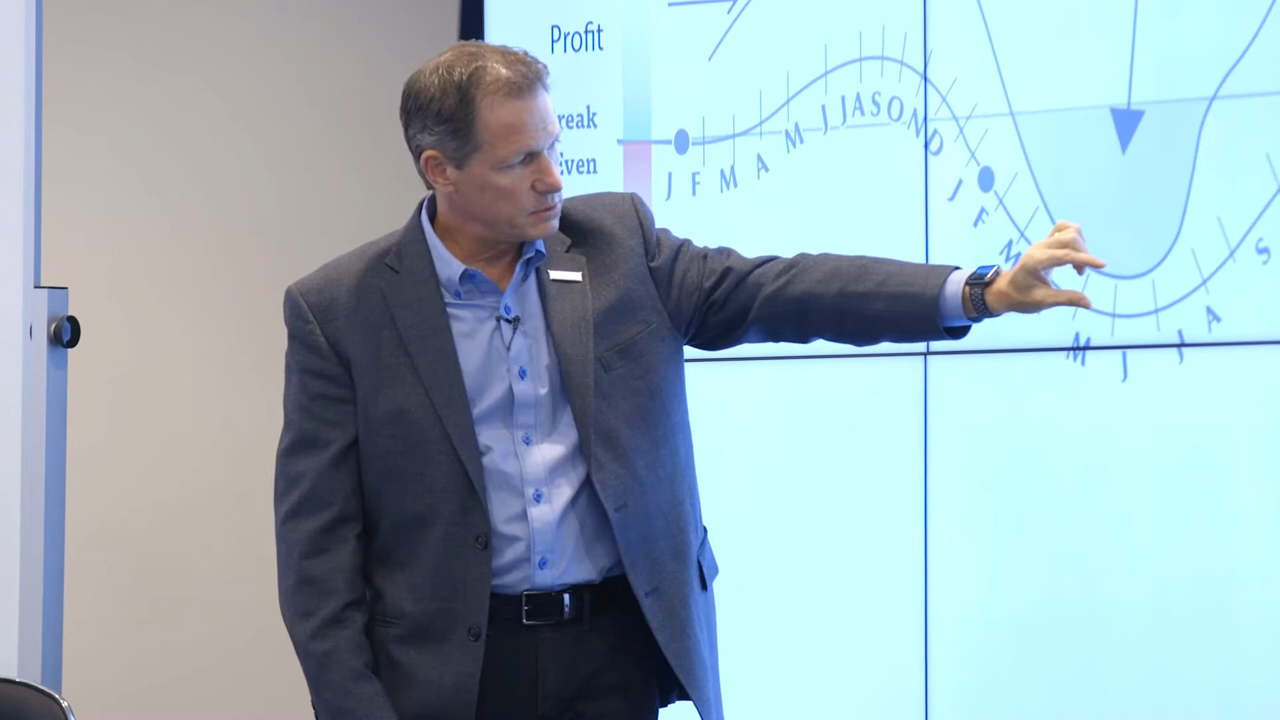 Profit
reak
Even
J F M A M J J A S O N D
J F M
M J J A S